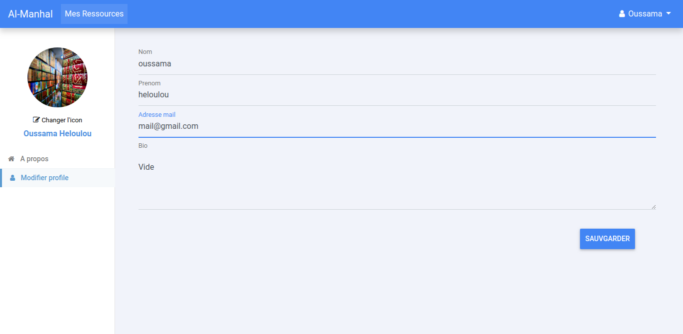 Al-Manhal Mes Ressources Oussama
Changer l'icon
Oussama Heloulou
A propos
Modifier profile
Nom
oussama
Prenom
heloulou
Adresse mail
mail@gmail.com
Bio
Vide
SAUVGARDER